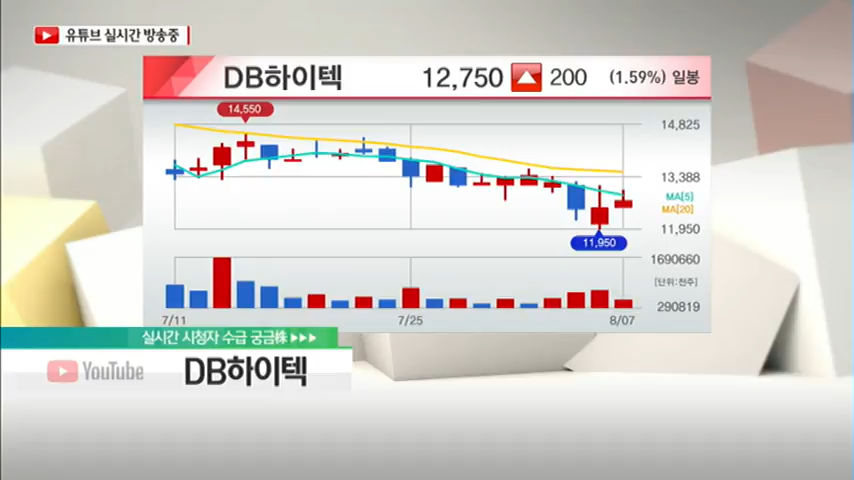 유튜브 실시간 방송중
DB하이텍 12,750 200 (1.59%) 일봉
14,550
14,825
13,388
MA[5]
MA[20]
11,950
11,950
1690660
[단위:천주]
290819
7/11 7/25 8/07
실시간 시청자 수급 궁금株 ▶▶▶
YouTube DB하이텍